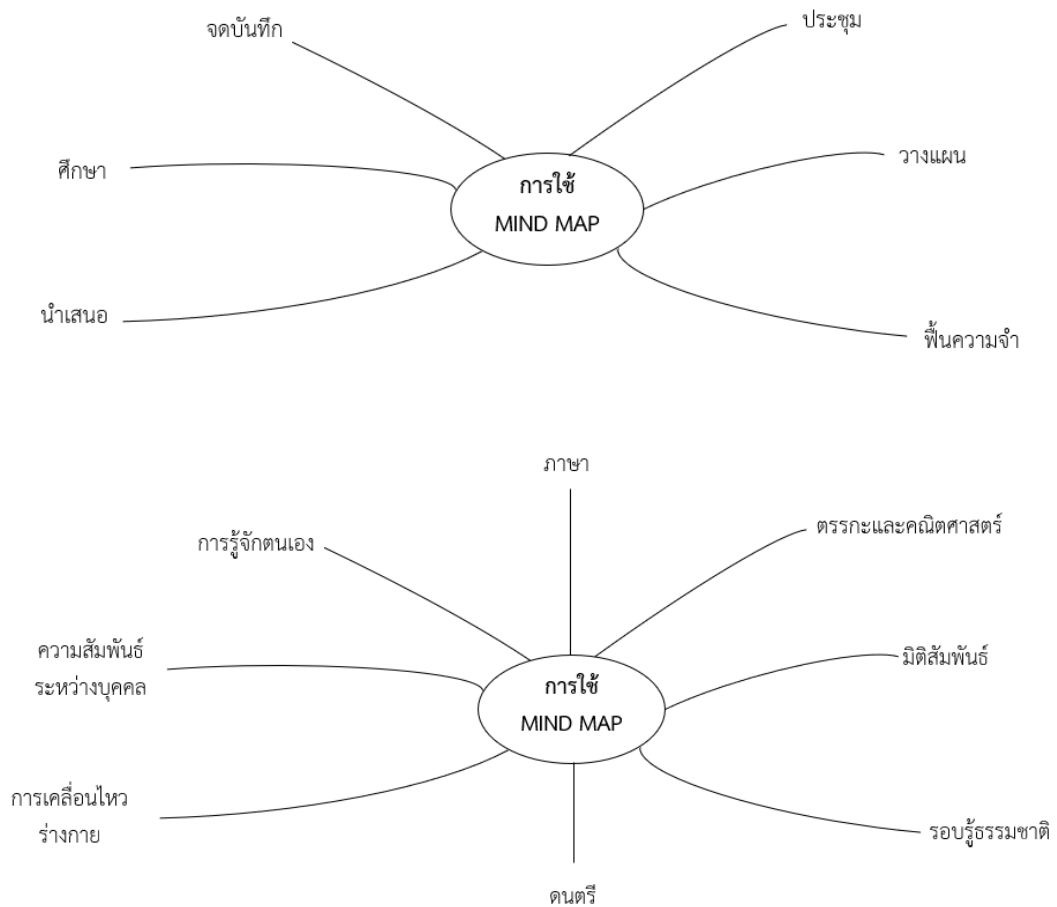 จดบันทึก
ประชุม
ศึกษา
วางแผน
การใช้
MIND MAP
นำเสนอ
ฟื้นความจำ
ภาษา
การรู้จักตนเอง
ตรรกะและคณิตศาสตร์
ความสัมพันธ์
ระหว่างบุคคล
มิติสัมพันธ์
การใช้
MIND MAP
การเคลื่อนไหว
ร่างกาย
รอบรู้ธรรมชาติ
ดนตรี